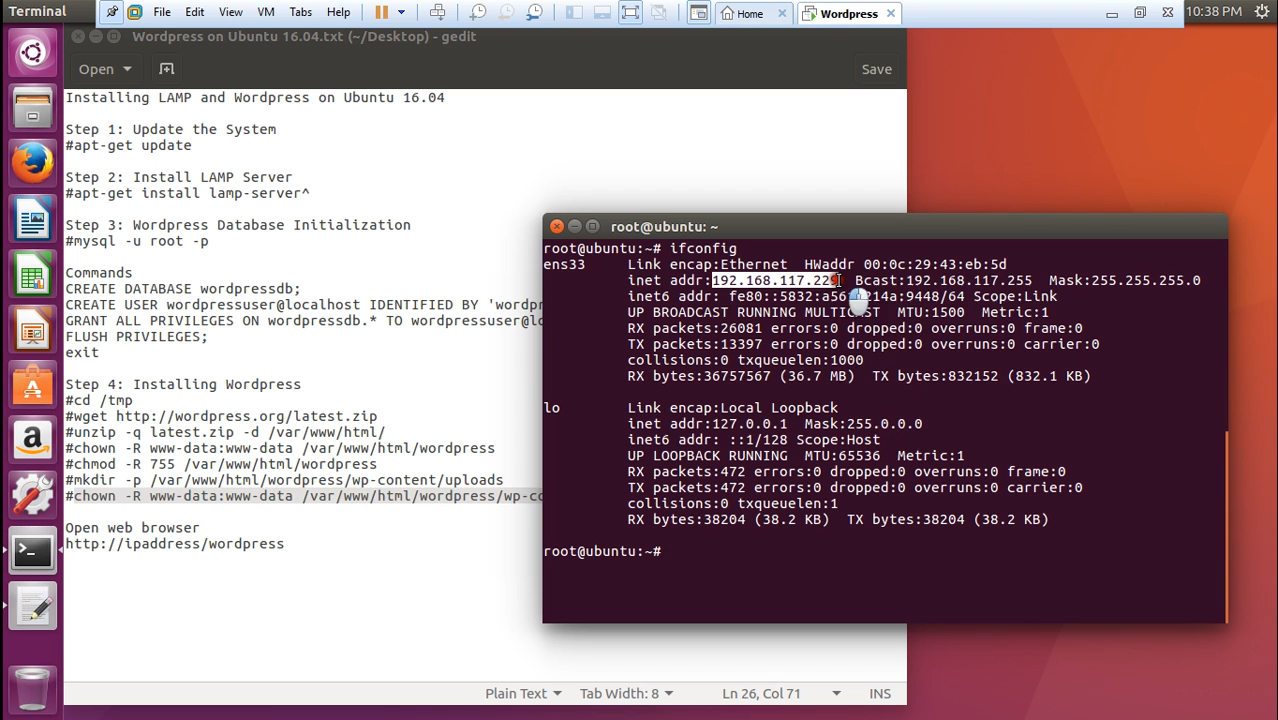 Terminal
File Edit View VM Tabs Help
Home
Wordpress
10:38 PM
Wordpress on Ubuntu 16.04.txt (~/Desktop) - gedit
Open
Save
Installing LAMP and Wordpress on Ubuntu 16.04
Step 1: Update the System
#apt-get update
Step 2: Install LAMP Server
#apt-get install lamp-server^
Step 3: Wordpress Database Initialization
#mysql -u root -p
Commands
CREATE DATABASE wordpressdb;
CREATE USER wordpressuser@localhost IDENTIFIED BY 'wordpr
GRANT ALL PRIVILEGES ON wordpressdb.* TO wordpressuser@lo
FLUSH PRIVILEGES;
exit
Step 4: Installing Wordpress
#cd /tmp
#wget http://wordpress.org/latest.zip
#unzip -q latest.zip -d /var/www/html/
#chown -R www-data:www-data /var/www/html/wordpress
#chmod -R 755 /var/www/html/wordpress
#mkdir -p /var/www/html/wordpress/wp-content/uploads
#chown -R www-data:www-data /var/www/html/wordpress/wp-co
Open web browser
http://ipaddress/wordpress
Plain Text Tab Width: 8 Ln 26, Col 71 INS
root@ubuntu: ~
root@ubuntu:~# ifconfig
ens33 Link encap:Ethernet HWaddr 00:0c:29:43:eb:5d
inet addr: Bcast:192.168.117.255 Mask:255.255.255.0
inet6 addr: Scope:Link
UP BROADCAST RUNNING MULTICAST MTU:1500 Metric:1
RX packets:26981 errors:0 dropped:0 overruns:0 frame:0
TX packets:13397 errors:0 dropped:0 overruns:0 carrier:0
collisions:0 txqueuelen:1000
RX bytes:36757567 (36.7 MB) TX bytes:832152 (832.1 KB)
lo Link encap:Local Loopback
inet addr:127.0.0.1 Mask:255.0.0.0
inet6 addr: ::1/128 Scope:Host
UP LOOPBACK RUNNING MTU:65536 Metric:1
RX packets:472 errors:0 dropped:0 overruns:0 frame:0
TX packets:472 errors:0 dropped:0 overruns:0 carrier:0
collisions:0 txqueuelen:1
RX bytes:38204 (38.2 KB) TX bytes:38204 (38.2 KB)
root@ubuntu:~#